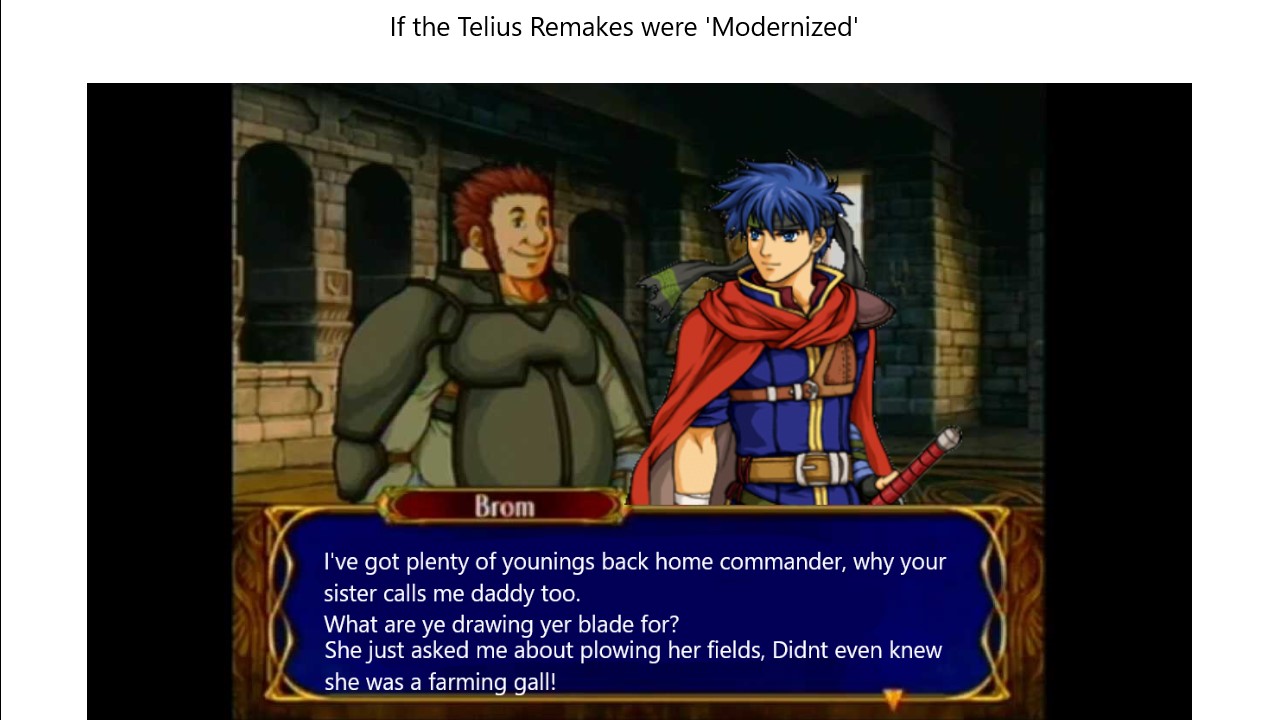 If the Telius Remakes were 'Modernized'
Brom
I've got plenty of younings back home commander, why your
sister calls me daddy too.
What are ye drawing yer blade for?
She just asked me about plowing her fields, Didnt even knew
she was a farming gall!